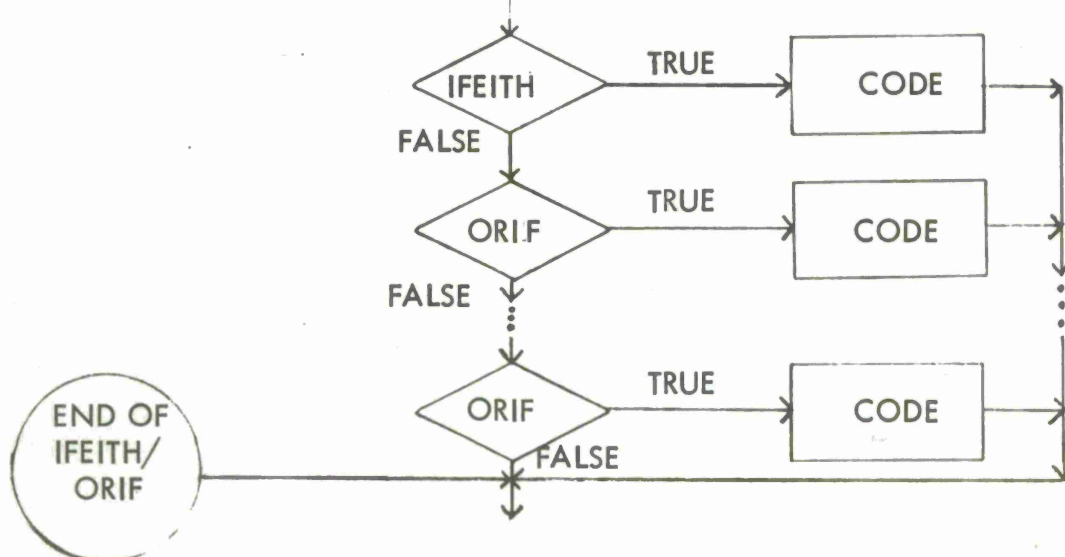 IFEITH
TRUE
CODE
FALSE
ORIF
TRUE
CODE
FALSE
ORIF
TRUE
CODE
FALSE
END OF
IFEITH/
ORIF